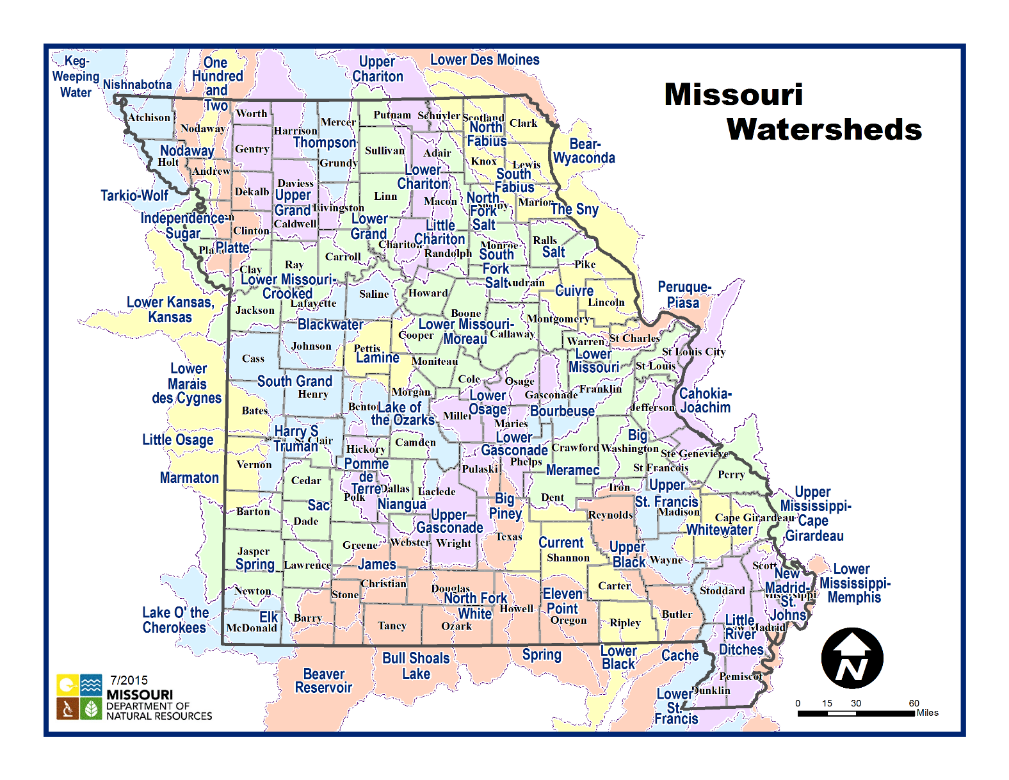 Missouri
Watersheds
Keg-
Weeping
Water
Nishnabotna
One
Hundred
and
Two
Upper
Chariton
Lower Des Moines
Atchison
Nodaway
Worth
Harrison
Mercer
Putnam
Schuyler
Scotland
Clark
North
Fabius
Thompson
Nodaway
Holt
Gentry
Sullivan
Adair
Knox
Lewis
Bear-
Wyaconda
Grundy
Andrew
Tarkio-Wolf
Dekalb
Daviess
Upper
Grand
Livingston
Linn
Lower
Chariton
Macon
South
Fabius
Marion
The Sny
North
Fork
Salt
Independence-
Sugar
Clinton
Caldwell
Platte
Lower
Grand
Chariton
Little
Chariton
Randolph
Monroe
South
Fork
Salt
Ralls
Salt
Pike
Clay
Ray
Carroll
Lower Missouri-
Crooked
Lafayette
Saline
Howard
Cuivre
Lincoln
Peruque-
Piasa
Lower Kansas,
Kansas
Jackson
Blackwater
Johnson
Boone
Lower Missouri-
Moreau
Callaway
Montgomery
Warren
St Charles
Cooper
Pettis
Lamine
Moniteau
Lower
Missouri
St Louis City
St Louis
Cass
Lower
Marais
des Cygnes
South Grand
Henry
Morgan
Cole
Osage
Gasconade
Franklin
Cahokia-
Joachim
Bates
Lake of
the Ozarks
Miller
Lower
Osage
Maries
Bourbeuse
Jefferson
Little Osage
Harry S
Truman
Hickory
Camden
Lower
Gasconade
Crawford
Washington
Big
Ste Genevieve
Marmaton
Vernon
Cedar
Pomme
de
Terre
Polk
Dallas
Laclede
Pulaski
Phelps
Meramec
St Francois
Perry
Niangua
Iron
Upper
St. Francis
Madison
Upper
Mississippi-
Cape
Girardeau
Barton
Sac
Dade
Upper
Gasconade
Big
Piney
Dent
Reynolds
Whitewater
Cape Girardeau
Jasper
Spring
Lawrence
Greene
Webster
Wright
Texas
Current
Shannon
Upper
Black
Wayne
Scott
James
Newton
Stone
Christian
Douglas
North Fork
White
Howell
Eleven
Point
Oregon
Carter
Stoddard
New
Madrid-
St.
Johns
Lower
Mississippi-
Memphis
Lake O' the
Cherokees
Elk
McDonald
Barry
Taney
Ozark
Ripley
Butler
Little
River
Ditches
Beaver
Reservoir
Bull Shoals
Lake
Spring
Lower
Black
Cache
Pemiscot
Dunklin
Lower
St.
Francis
N
0 15 30 60
Miles
7/2015
MISSOURI
DEPARTMENT OF
NATURAL RESOURCES